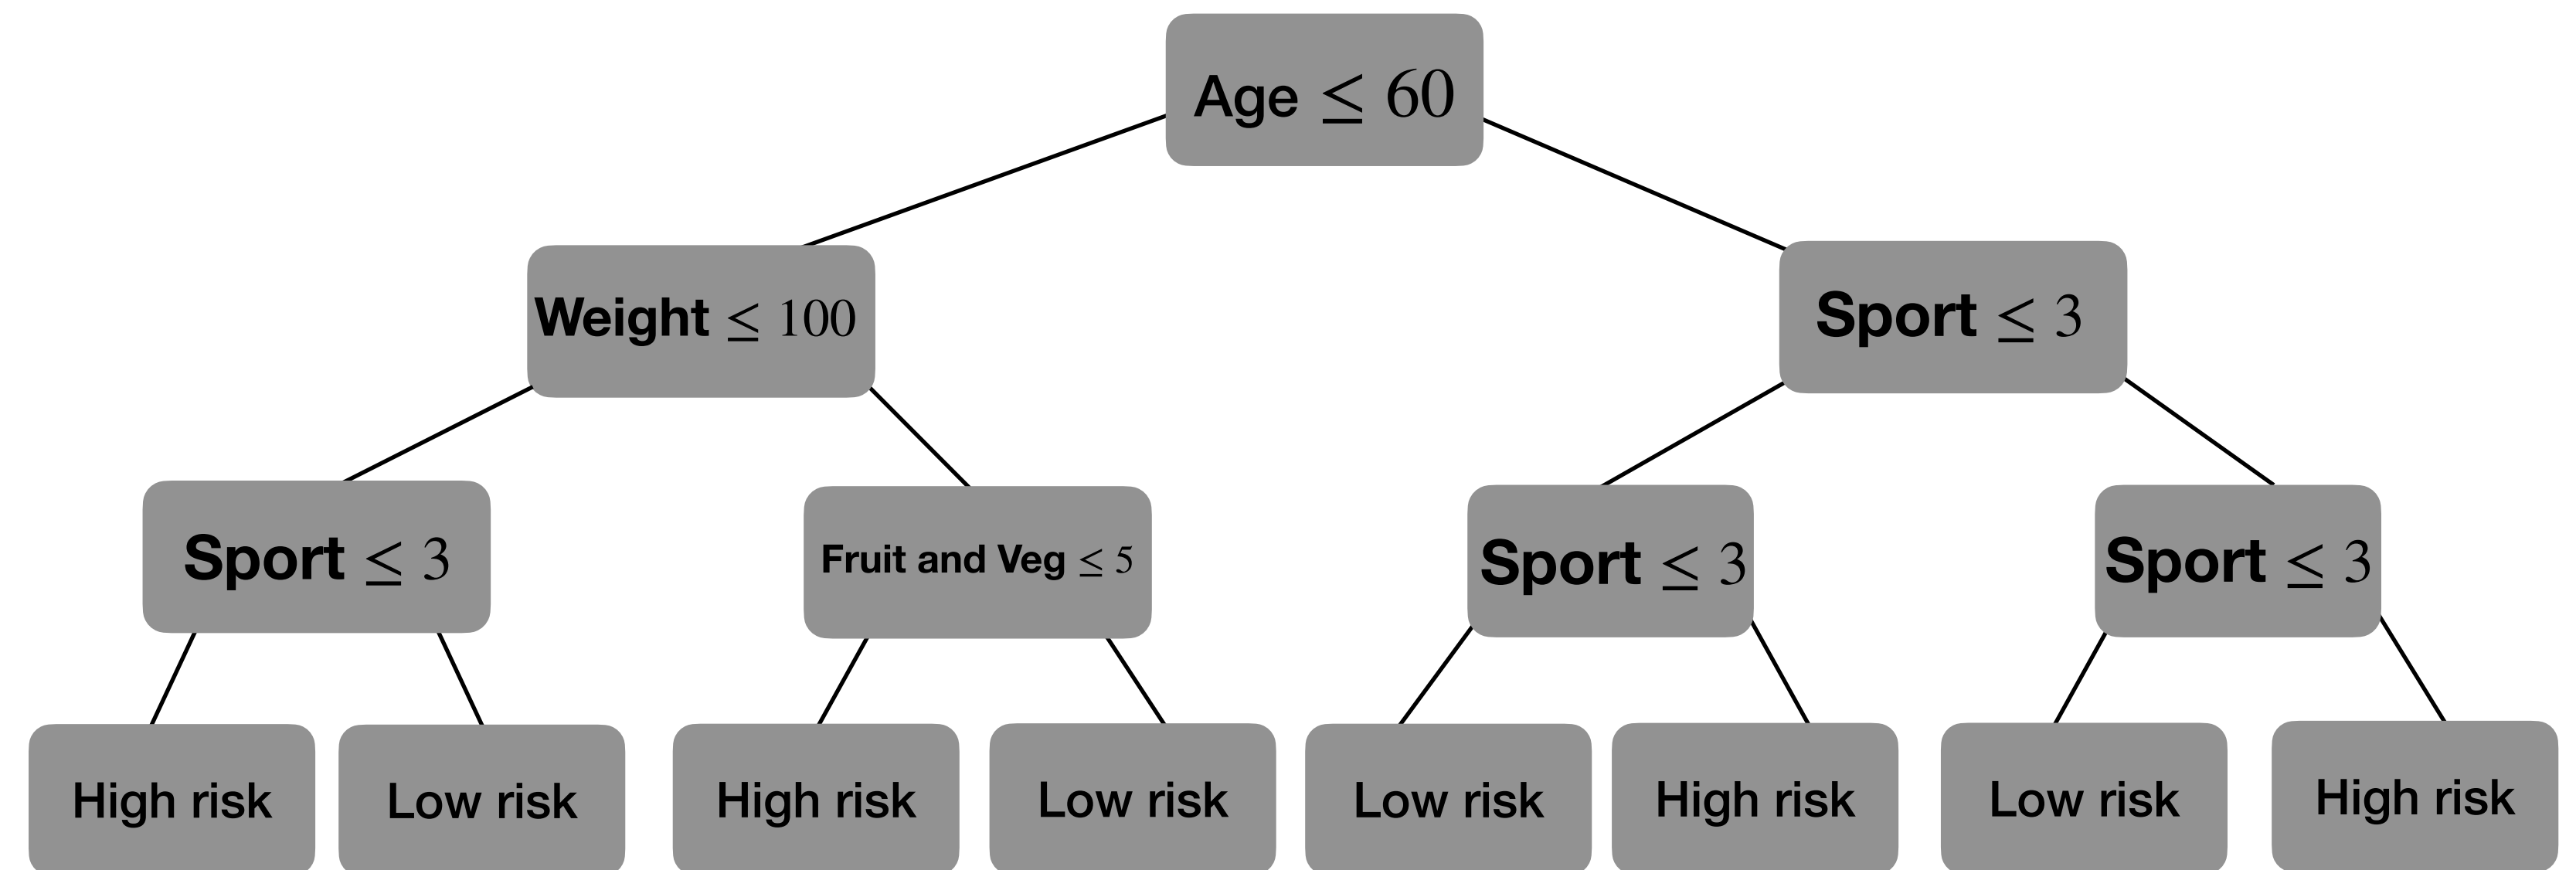 Age ≤ 60
Weight ≤ 100
Sport ≤ 3
Sport ≤ 3
Fruit and Veg ≤ 5
Sport ≤ 3
Sport ≤ 3
High risk
Low risk
High risk
Low risk
Low risk
High risk
Low risk
High risk